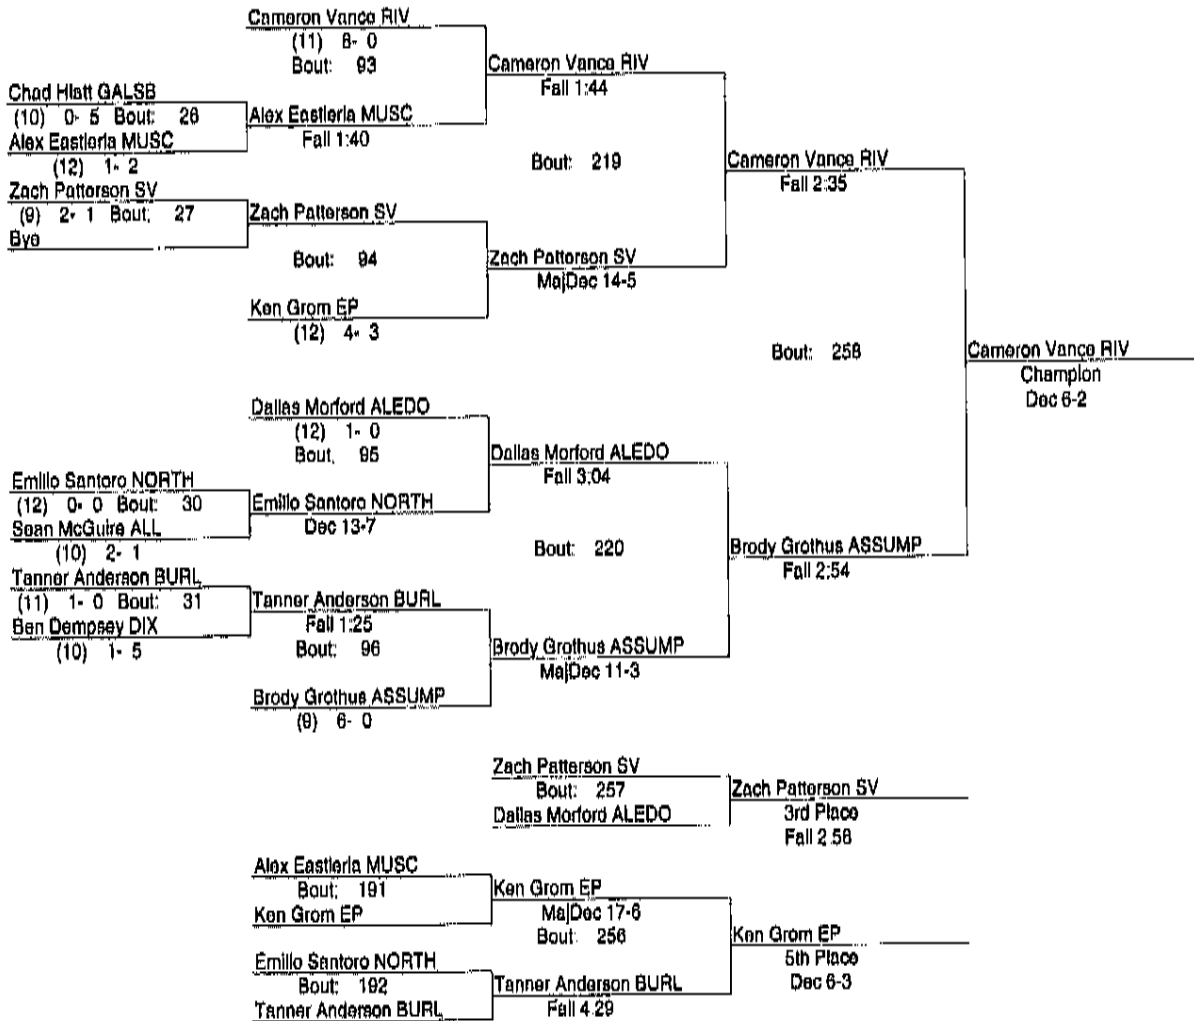 Cameron Vance RIV
(11) 8- 0
Bout: 93
Cameron Vance RIV
Fall 1:44
Chad Hiatt GALSB
(10) 0- 5 Bout: 26
Alex Eastleria MUSC
Fall 1:40
Alex Eastleria MUSC
(12) 1- 2
Bout: 219
Cameron Vance RIV
Fall 2:35
Zach Patterson SV
(9) 2- 1 Bout: 27
Zach Patterson SV
Bye
Bout: 94
Zach Patterson SV
MajDec 14-5
Ken Grom EP
(12) 4- 3
Bout: 258
Cameron Vance RIV
Champion
Dec 6-2
Dallas Morford ALEDO
(12) 1- 0
Bout: 95
Dallas Morford ALEDO
Fall 3:04
Emilio Santoro NORTH
(12) 0- 0 Bout: 30
Emilio Santoro NORTH
Dec 13-7
Sean McGuire ALL
(10) 2- 1
Bout: 220
Brody Grothus ASSUMP
Fall 2:54
Tanner Anderson BURL
(11) 1- 0 Bout: 31
Tanner Anderson BURL
Fall 1:25
Ben Dempsey DIX
(10) 1- 5
Bout: 96
Brody Grothus ASSUMP
MajDec 11-3
Brody Grothus ASSUMP
(9) 6- 0
Zach Patterson SV
Bout: 257
Zach Patterson SV
Dallas Morford ALEDO
3rd Place
Fall 2:56
Alex Eastleria MUSC
Bout: 191
Ken Grom EP
Ken Grom EP
MajDec 17-6
Bout: 256
Ken Grom EP
5th Place
Dec 6-3
Emilio Santoro NORTH
Bout: 192
Tanner Anderson BURL
Tanner Anderson BURL
Fall 4:29